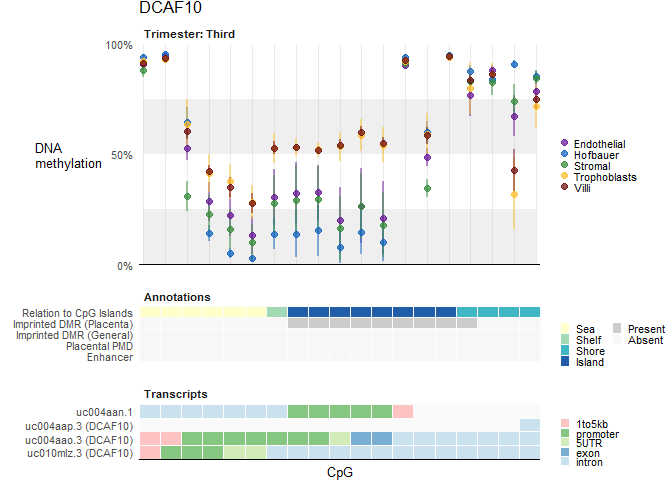 DCAF10
Trimester: Third
100%
50%
0%
DNA
methylation
Endothelial
Hofbauer
Stromal
Trophoblasts
Villi
Annotations
Relation to CpG Islands
Imprinted DMR (Placenta)
Imprinted DMR (General)
Placental PMD
Enhancer
Sea
Shelf
Shore
Island
Present
Absent
Transcripts
uc004aan.1
uc004aap.3 (DCAF10)
uc004aao.3 (DCAF10)
uc010mlz.3 (DCAF10)
1to5kb
promoter
5UTR
exon
intron
CpG